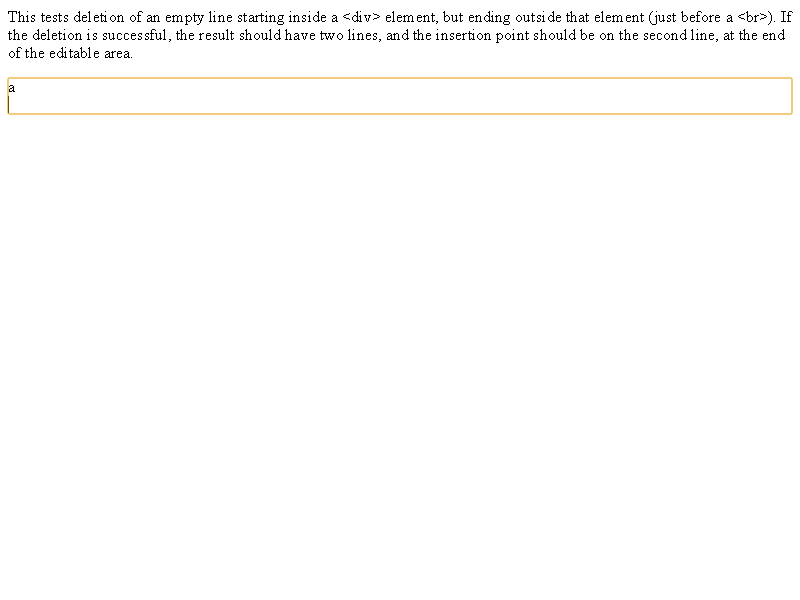 This tests deletion of an empty line starting inside a <div> element, but ending outside that element (just before a <br>). If
the deletion is successful, the result should have two lines, and the insertion point should be on the second line, at the end
of the editable area.
a